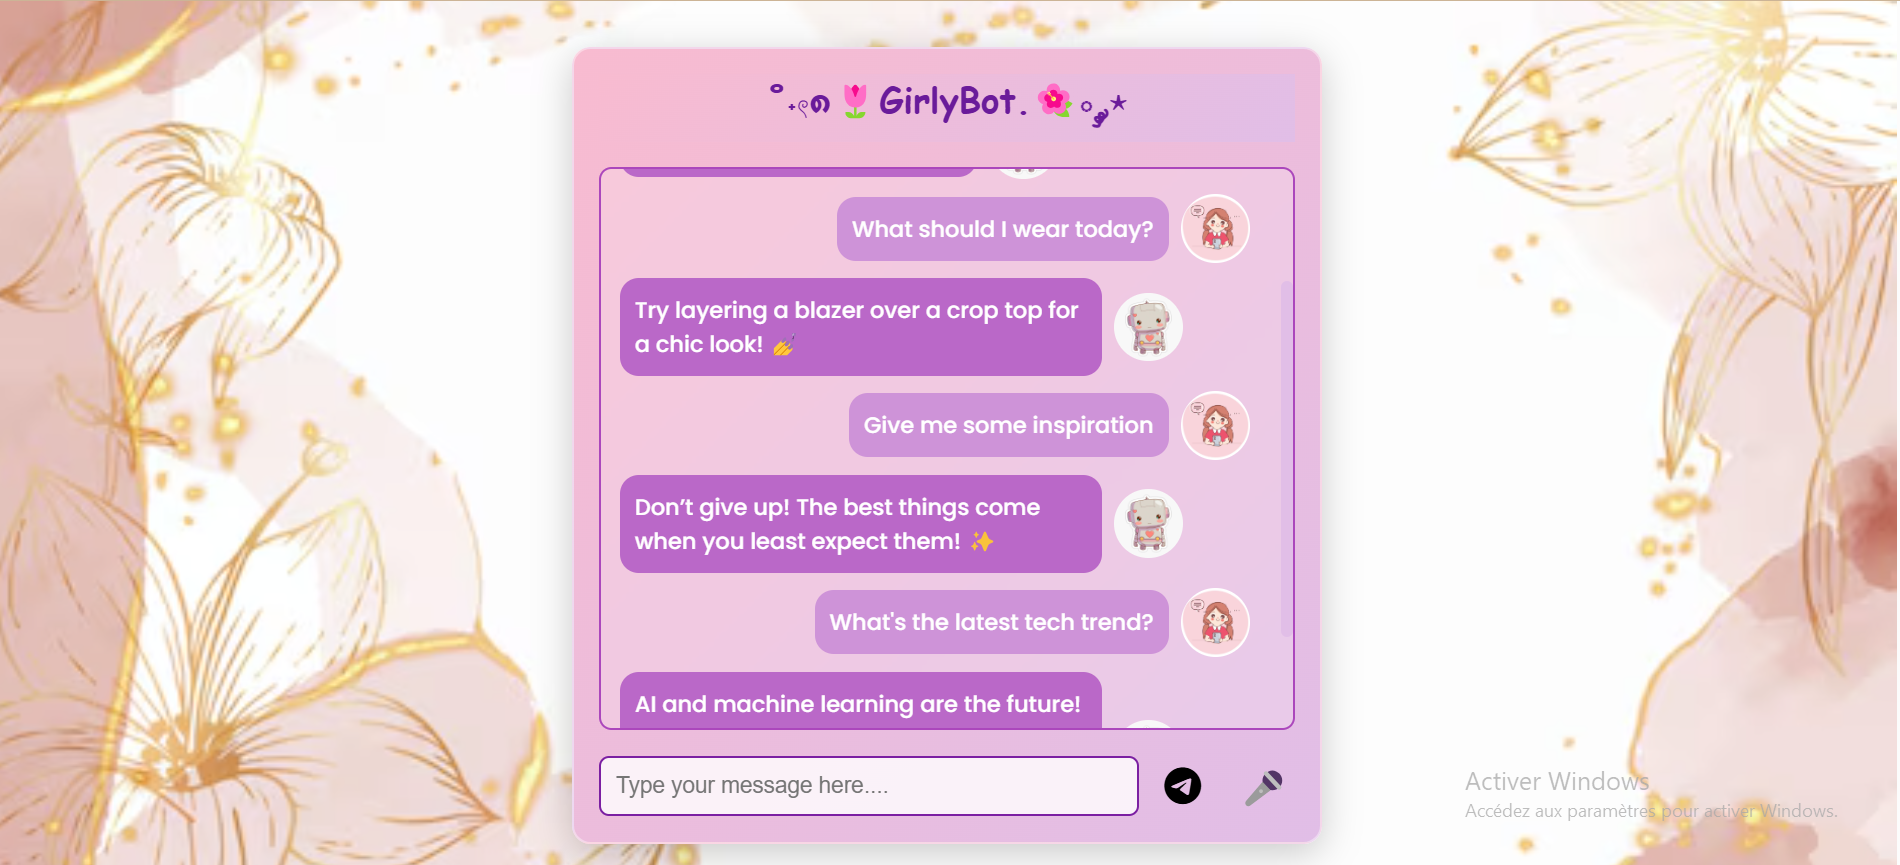 GirlyBot.
What should I wear today?
Try layering a blazer over a crop top for
a chic look! 💅
Give me some inspiration
Don’t give up! The best things come
when you least expect them! ✨
What's the latest tech trend?
AI and machine learning are the future!
Type your message here....
Activer Windows
Accédez aux paramètres pour activer Windows.